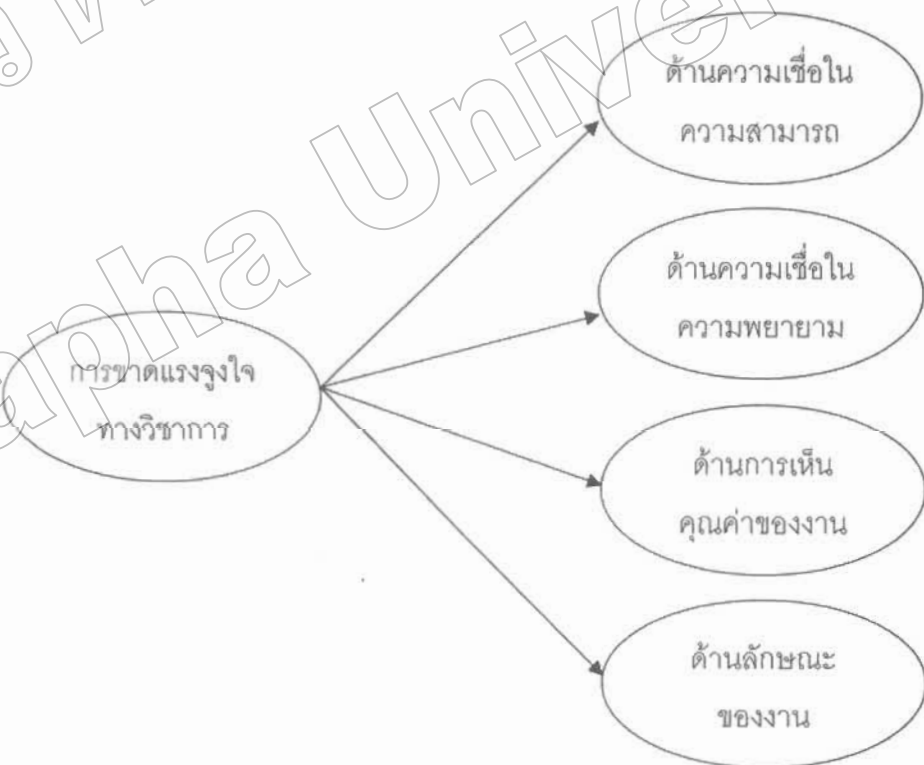 ด้านความเชื่อใน
ความสามารถ
ด้านความเชื่อใน
ความพยายาม
การขาดแรงจูงใจ
ทางวิชาการ
ด้านการเห็น
คุณค่าของงาน
ด้านลักษณะ
ของงาน